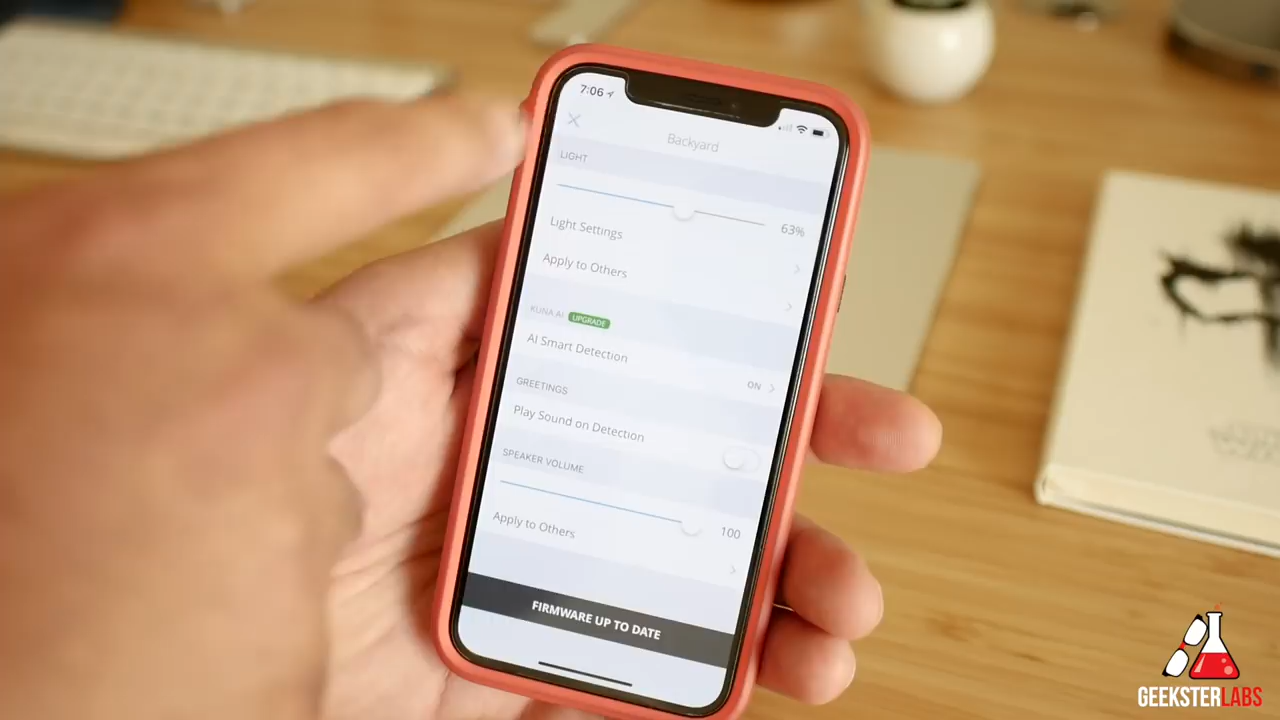 7:06
Backyard
LIGHT
63%
Light Settings
Apply to Others
KUNA AI UPGRADE
AI Smart Detection
ON
GREETINGS
Play Sound on Detection
SPEAKER VOLUME
100
Apply to Others
FIRMWARE UP TO DATE
GEEKSTERLABS